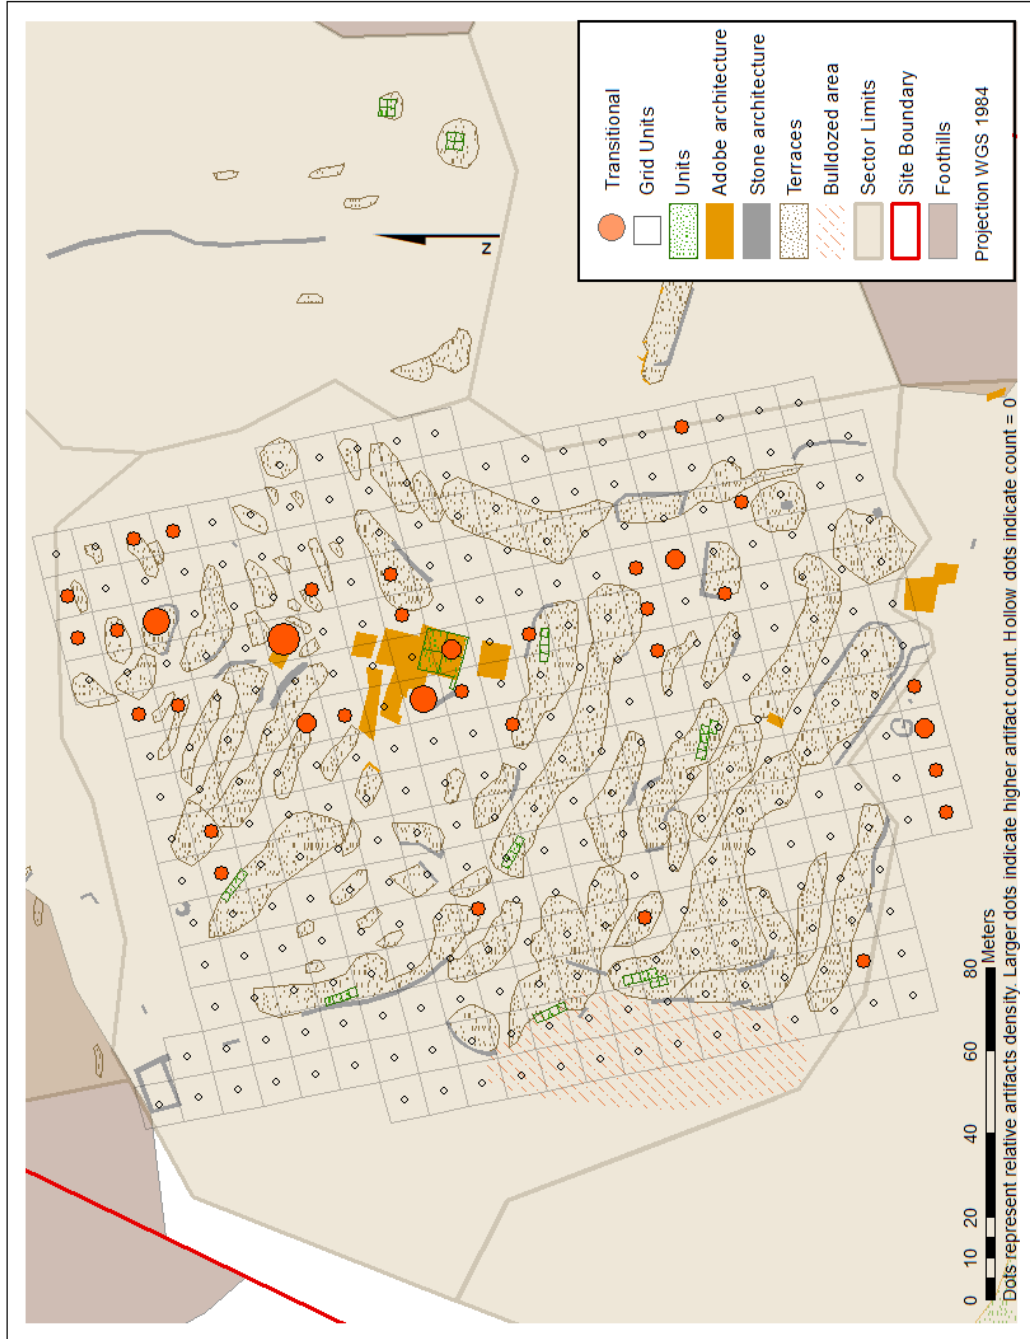 Transitional
Grid Units
Units
Adobe architecture
Stone architecture
Terraces
Bulldozed area
Sector Limits
Site Boundary
Foothills
Projection WGS 1984
N
0 10 20 40 60 80
Meters
Dots represent relative artifacts density. Larger dots indicate higher artifact count. Hollow dots indicate count = 0